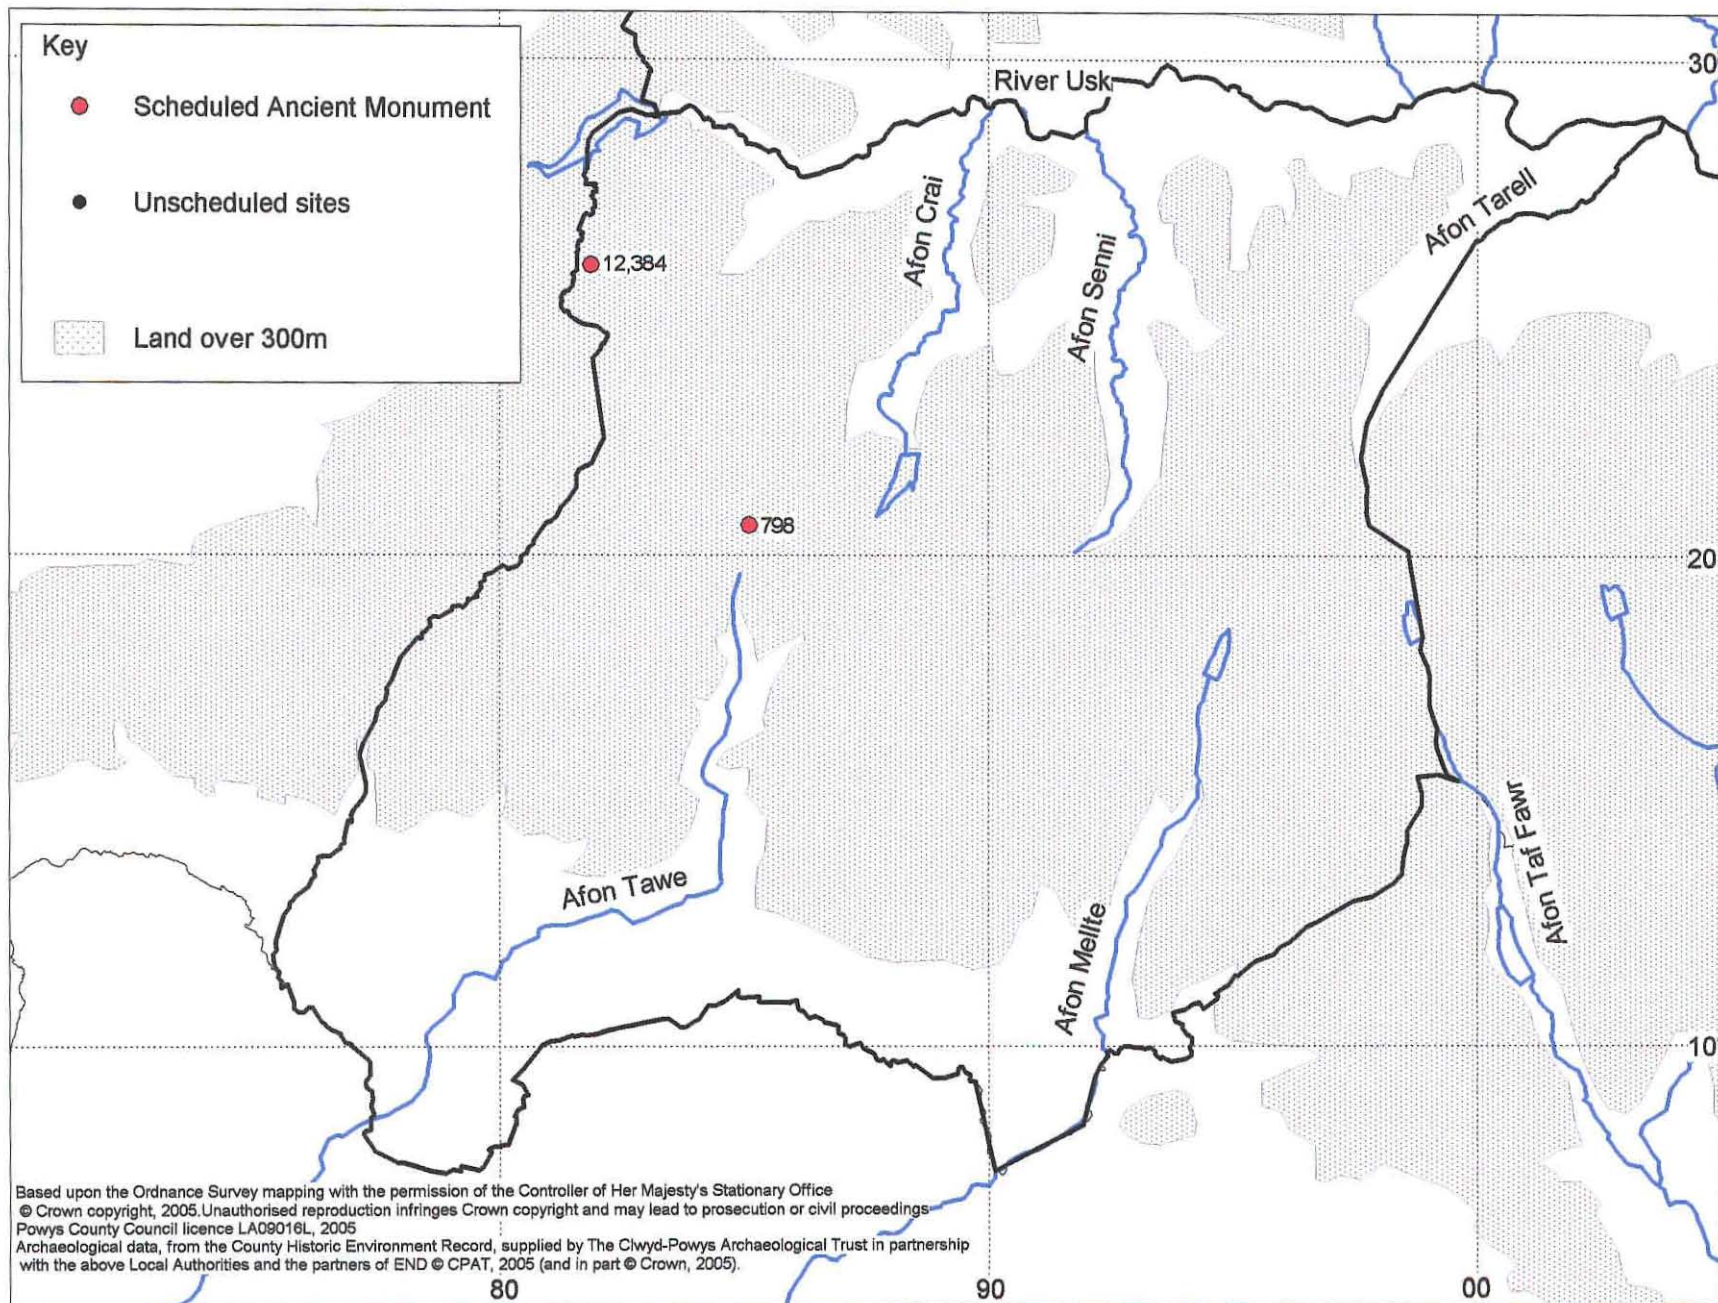 Key
Scheduled Ancient Monument
Unscheduled sites
Land over 300m
River Usk
30
Afon Crai
Afon Senni
Afon Tarell
12,384
798
20
Afon Tawe
Afon Mellte
Afon Taf Fawr
10
Based upon the Ordnance Survey mapping with the permission of the Controller of Her Majesty's Stationary Office
© Crown copyright, 2005.Unauthorised reproduction infringes Crown copyright and may lead to prosecution or civil proceedings
Powys County Council licence LA09016L, 2005
Archaeological data, from the County Historic Environment Record, supplied by The Clwyd-Powys Archaeological Trust in partnership
with the above Local Authorities and the partners of END © CPAT, 2005 (and in part © Crown, 2005).
80
90
00